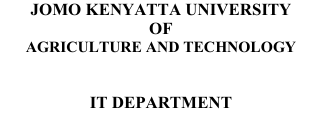 JOMO KENYATTA UNIVERSITY
OF
AGRICULTURE AND TECHNOLOGY
IT DEPARTMENT